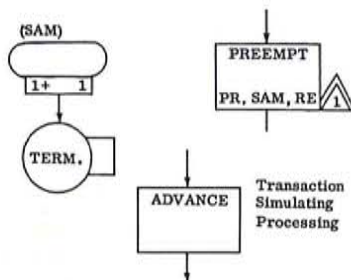 (SAM)
1+ 1
TERM.
PREEMPT
PR, SAM, RE
1
ADVANCE
Transaction
Simulating
Processing